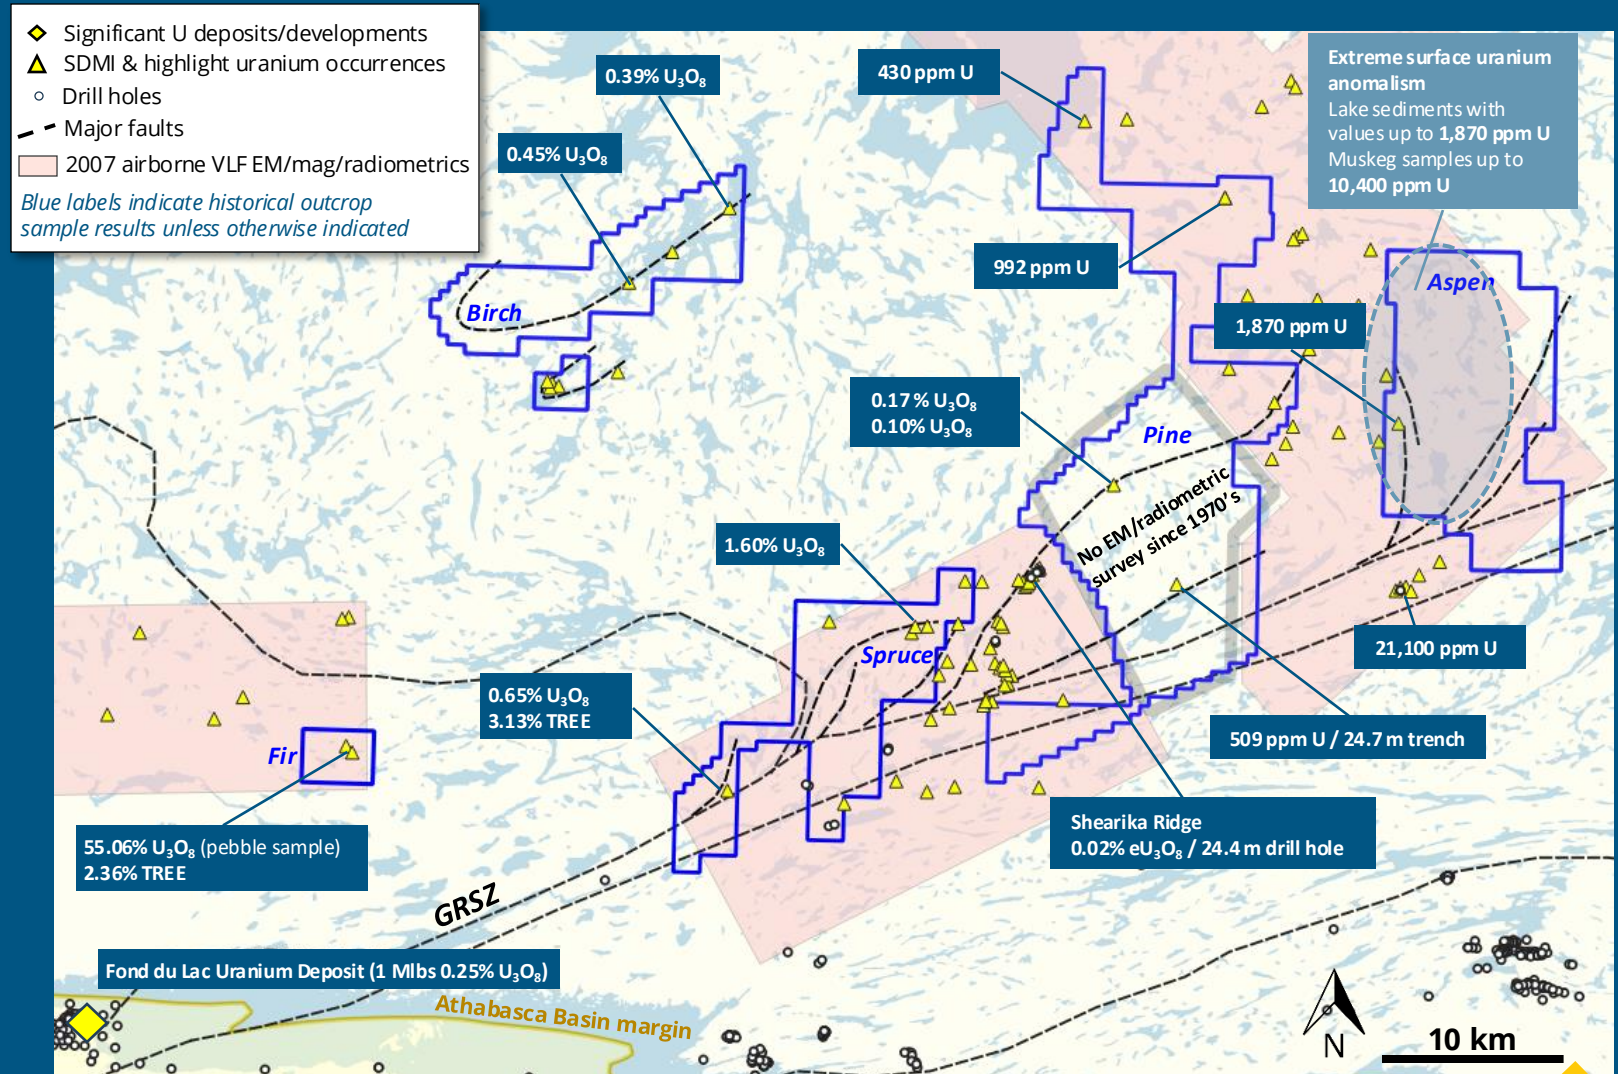 Significant U deposits/developments
SDMI & highlight uranium occurrences
Drill holes
Major faults
2007 airborne VLF EM/mag/radiometrics
Blue labels indicate historical outcrop
sample results unless otherwise indicated
0.39% U₃O₈
0.45% U₃O₈
430 ppm U
Extreme surface uranium
anomalism
Lake sediments with
values up to 1,870 ppm U
Muskeg samples up to
10,400 ppm U
992 ppm U
Birch
Aspen
1,870 ppm U
0.17 % U₃O₈
0.10% U₃O₈
Pine
No EM/radiometric
survey since 1970's
1.60% U₃O₈
Spruce
21,100 ppm U
0.65% U₃O₈
3.13% TREE
509 ppm U / 24.7 m trench
Fir
55.06% U₃O₈ (pebble sample)
2.36% TREE
Shearika Ridge
0.02% eU₃O₈ / 24.4 m drill hole
GRSZ
Fond du Lac Uranium Deposit (1 Mlbs 0.25% U₃O₈)
Athabasca Basin margin
N
10 km